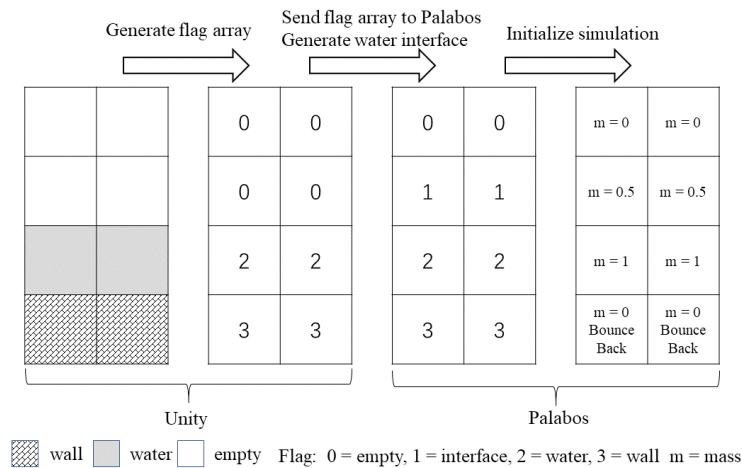 Generate flag array
Send flag array to Palabos
Generate water interface
Initialize simulation
0 0 0 0 m = 0 m = 0
0 0 1 1 m = 0.5 m = 0.5
2 2 2 2 m = 1 m = 1
3 3 3 3
m = 0 m = 0
Bounce Bounce
Back Back
Unity
Palabos
wall water empty Flag: 0 = empty, 1 = interface, 2 = water, 3 = wall m = mass